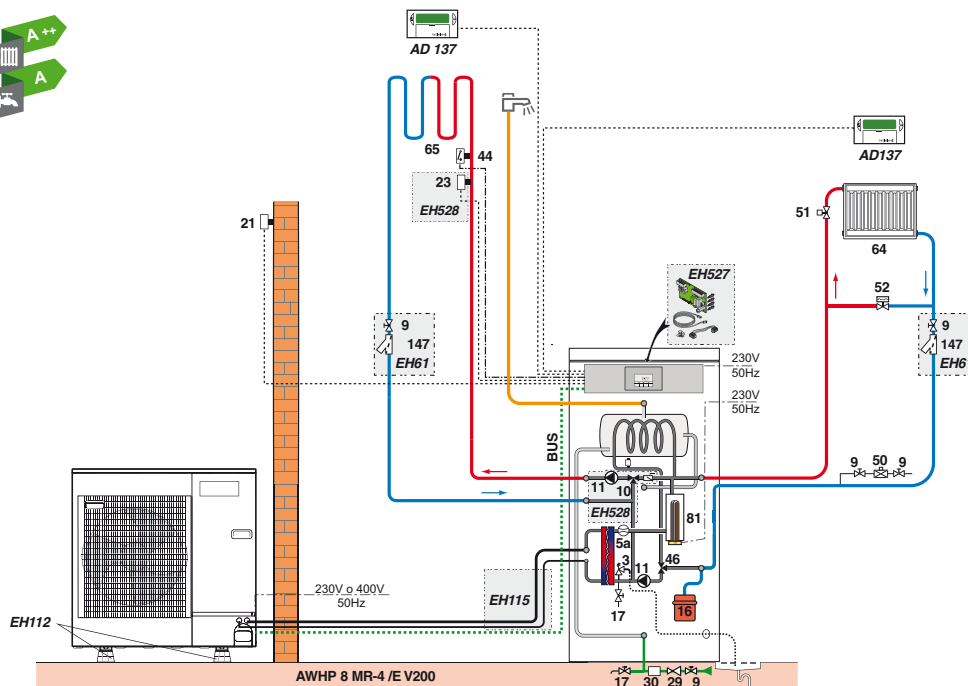 A ++
A
AD 137
AD137
65
44
23
EH528
21
51
64
52
EH527
9
147
EH61
9
147
EH6
230V
50Hz
230V
50Hz
BUS
9
50
9
11
10
EH528
81
5a
3
11
46
17
16
EH115
230V o 400V
50Hz
EH112
AWHP 8 MR-4 /E V200
17
30
29
9